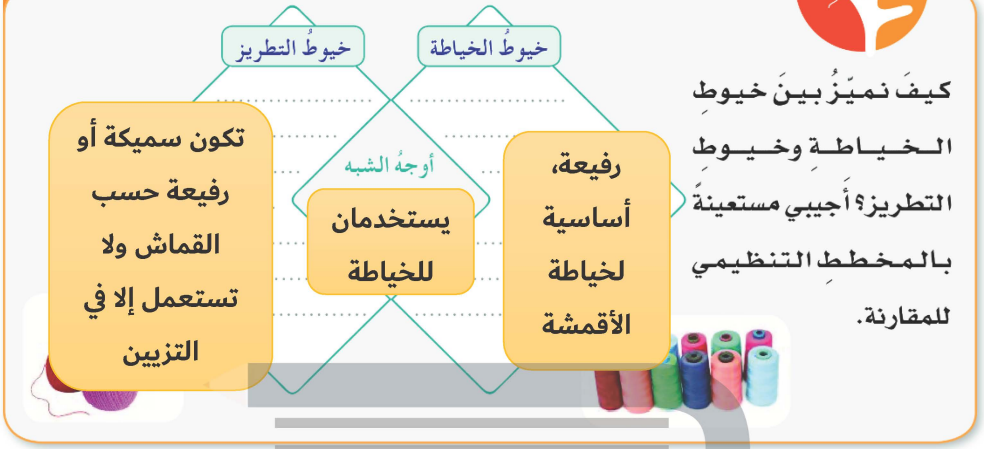 كيفَ نميّزُ بينَ خيوطِ
الخياطةِ وخيوطِ
التطريز؟ أَجيبي مستعينةً
بالمخططِ التنظيمي
للمقارنة.
خيوطُ الخياطة
خيوطُ التطريز
رفيعة،
أساسية
لخياطة
الأقمشة
أوجهُ الشبه
يستخدمان
للخياطة
تكون سميكة أو
رفيعة حسب
القماش ولا
تستعمل إلا في
التزيين